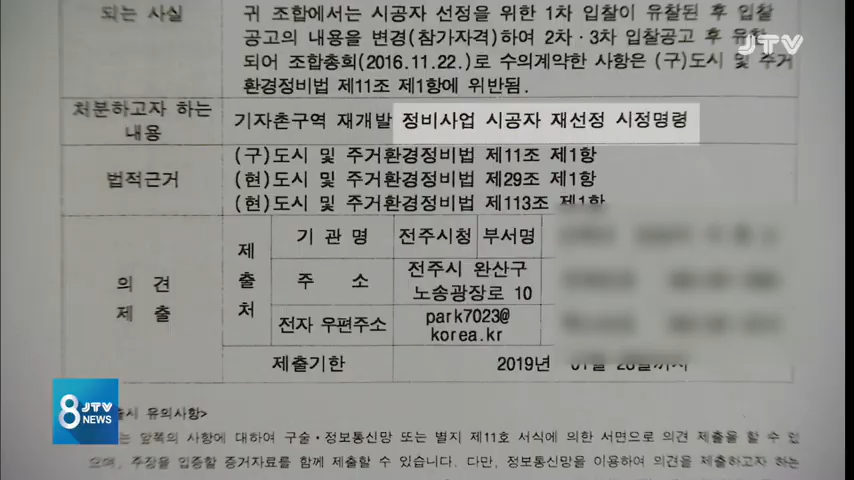 되는 사실
귀 조합에서는 시공자 선정을 위한 1차 입찰이 유찰된 후 입찰
공고의 내용을 변경(참가자격)하여 2차·3차 입찰공고 후 유찰
JTV
되어 조합총회(2016.11.22.)로 수의계약한 사항은 (구)도시 및 주거
환경정비법 제11조 제1항에 위반됨.
처분하고자 하는
내용
기자촌구역 재개발 정비사업 시공자 재선정 시정명령
법적근거
(구)도시 및 주거환경정비법 제11조 제1항
(현)도시 및 주거환경정비법 제29조 제1항
(현)도시 및 주거환경정비법 제113조 제1항
의 견
제 출
제
출
처
기 관 명 전주시청 부서명
주 소
전주시 완산구
노송광장로 10
전자 우편주소
park7023@
korea.kr
제출기한 2019년 01월 28일까지
8 JTV
NEWS
출시 유의사항>
는 앞쪽의 사항에 대하여 구술·정보통신망 또는 별지 제11호 서식에 의한 서면으로 의견 제출을 할 수 있
으며, 주장을 입증할 증거자료를 함께 제출할 수 있습니다. 다만, 정보통신망을 이용하여 의견을 제출하고자 하는